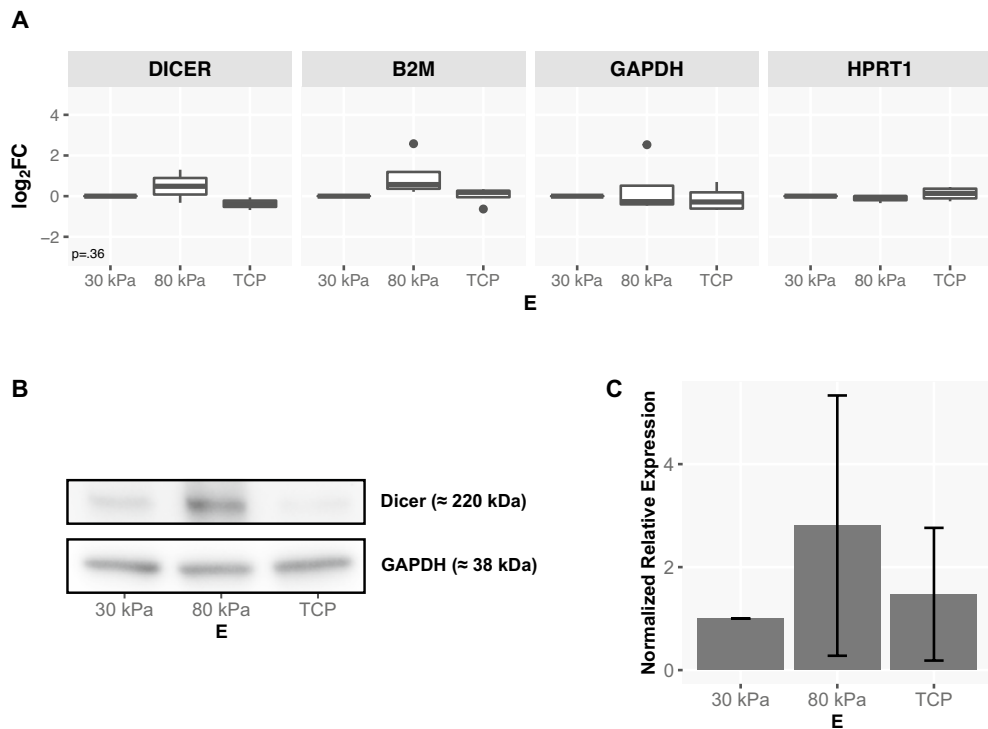 A
DICER B2M GAPDH HPRT1
log2FC
4
2
0
−2
p=.36
30 kPa 80 kPa TCP 30 kPa 80 kPa TCP 30 kPa 80 kPa TCP 30 kPa 80 kPa TCP
E
B
Dicer (≈ 220 kDa)
GAPDH (≈ 38 kDa)
30 kPa 80 kPa TCP
E
C
Normalized Relative Expression
4
2
0
30 kPa 80 kPa TCP
E